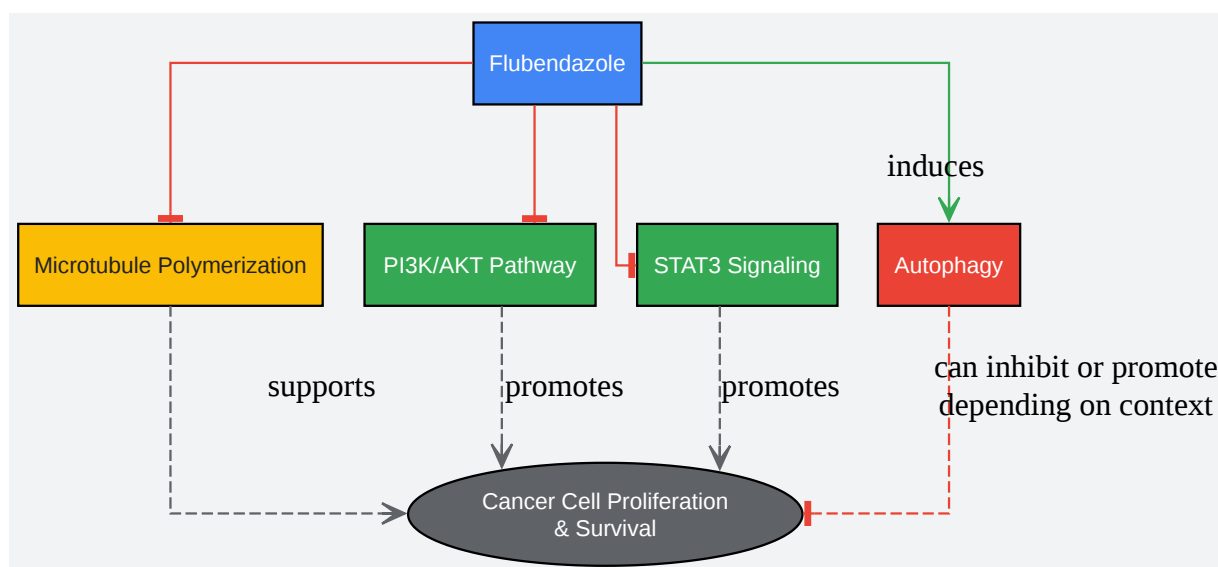 Flubendazole
induces
Microtubule Polymerization
PI3K/AKT Pathway
STAT3 Signaling
Autophagy
supports
promotes
promotes
can inhibit or promote
depending on context
Cancer Cell Proliferation
& Survival